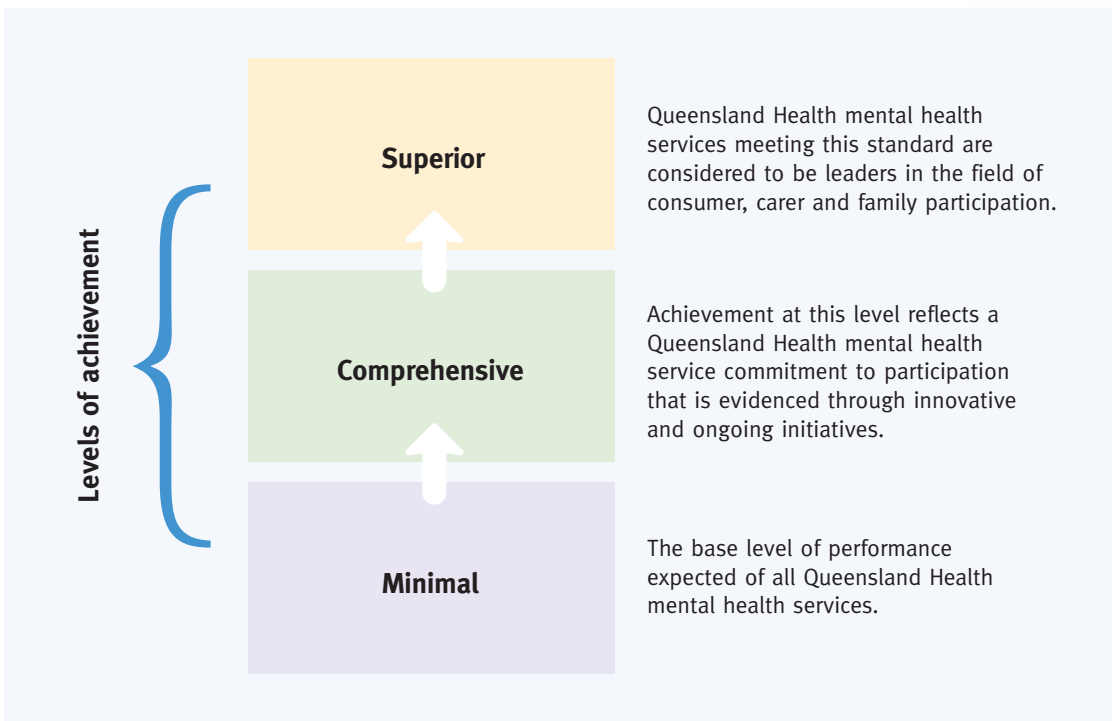 Levels of achievement
Superior
Queensland Health mental health
services meeting this standard are
considered to be leaders in the field of
consumer, carer and family participation.
Comprehensive
Achievement at this level reflects a
Queensland Health mental health
service commitment to participation
that is evidenced through innovative
and ongoing initiatives.
Minimal
The base level of performance
expected of all Queensland Health
mental health services.